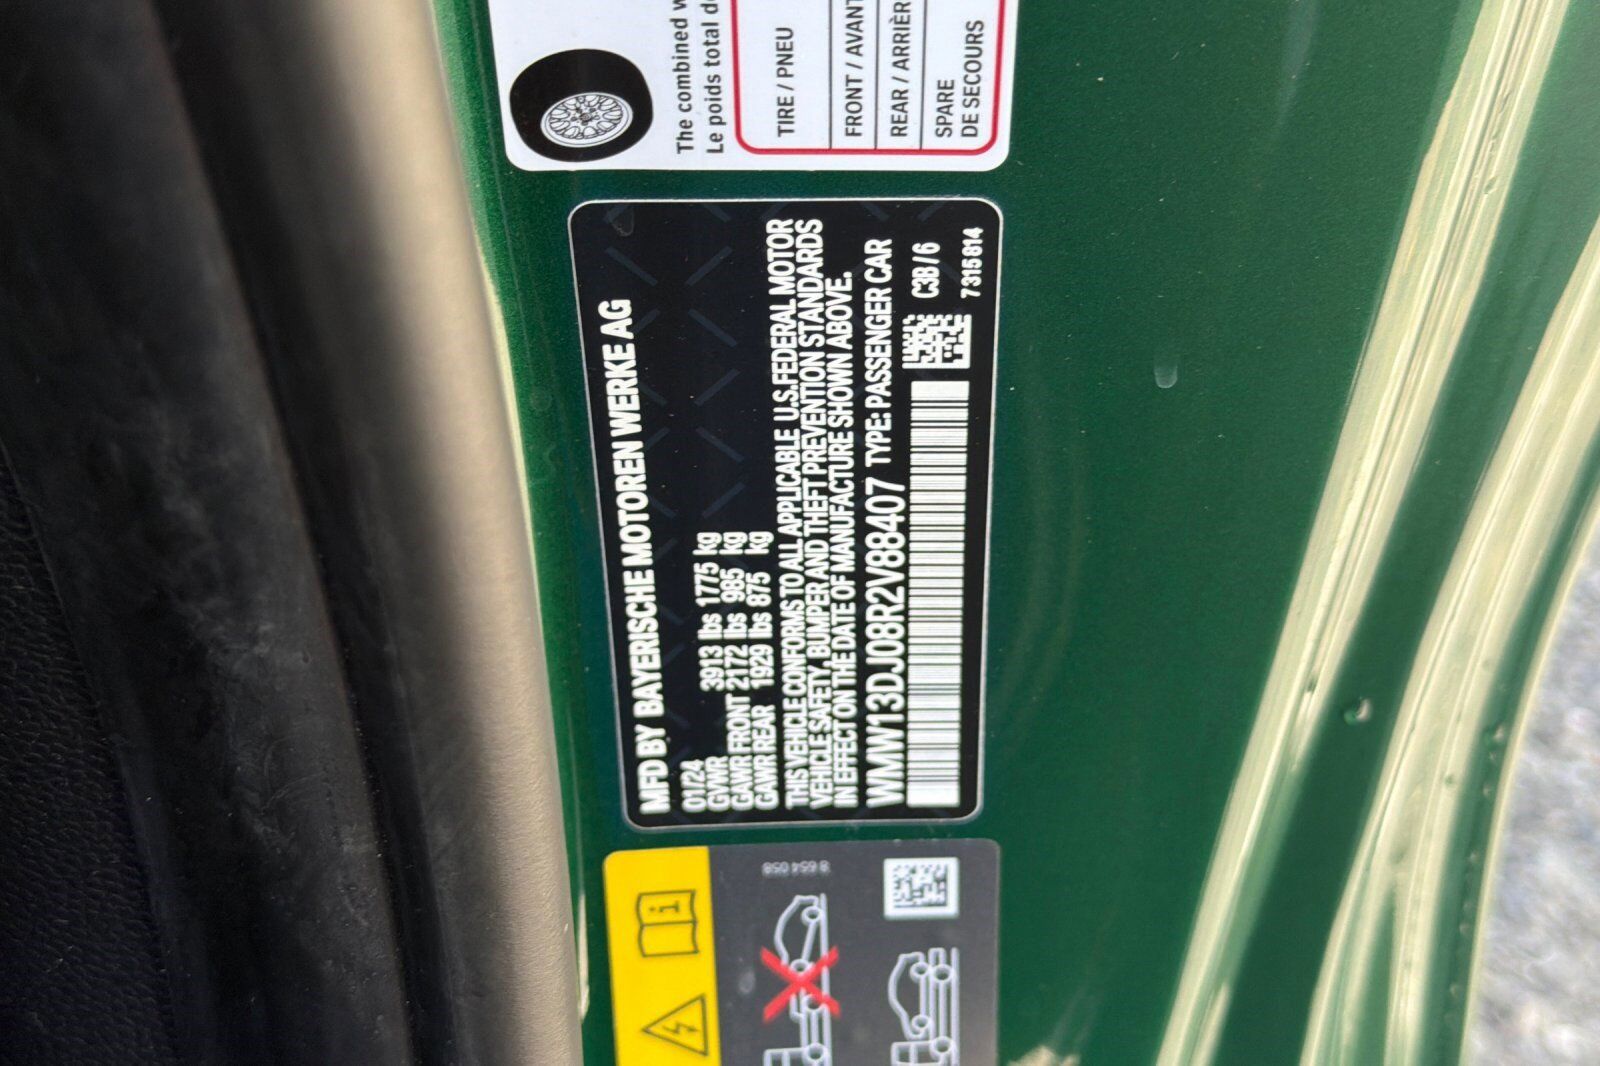 The combined w
Le poids total d
TIRE / PNEU
FRONT / AVANT
REAR / ARRIÈR
SPARE
DE SECOURS
MFD BY BAYERISCHE MOTOREN WERKE AG
01/24
GVWR 3913 lbs 1775 kg
GAWR FRONT 2172 lbs 985 kg
GAWR REAR 1929 lbs 875 kg
THIS VEHICLE CONFORMS TO ALL APPLICABLE U.S. FEDERAL MOTOR
VEHICLE SAFETY, BUMPER AND THEFT PREVENTION STANDARDS
IN EFFECT ON THE DATE OF MANUFACTURE SHOWN ABOVE.
WMW13DJ08R2V88407 TYPE: PASSENGER CAR
C3B / 6
7 315 814
8 654 058